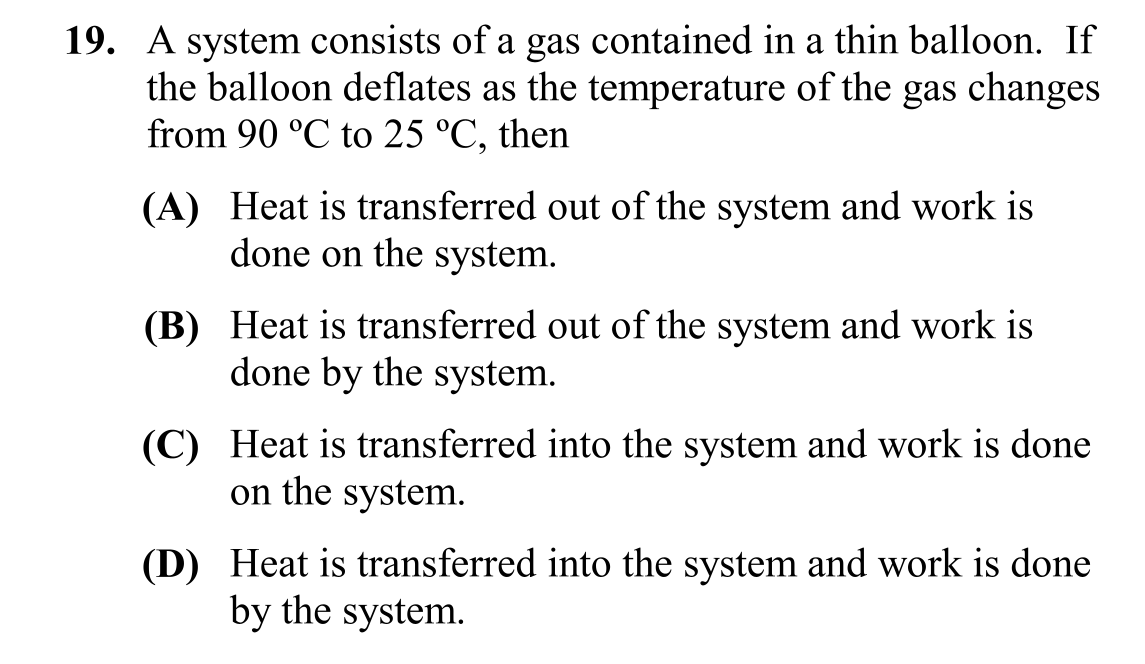 19. A system consists of a gas contained in a thin balloon. If
the balloon deflates as the temperature of the gas changes
from 90 ºC to 25 ºC, then
(A) Heat is transferred out of the system and work is
done on the system.
(B) Heat is transferred out of the system and work is
done by the system.
(C) Heat is transferred into the system and work is done
on the system.
(D) Heat is transferred into the system and work is done
by the system.